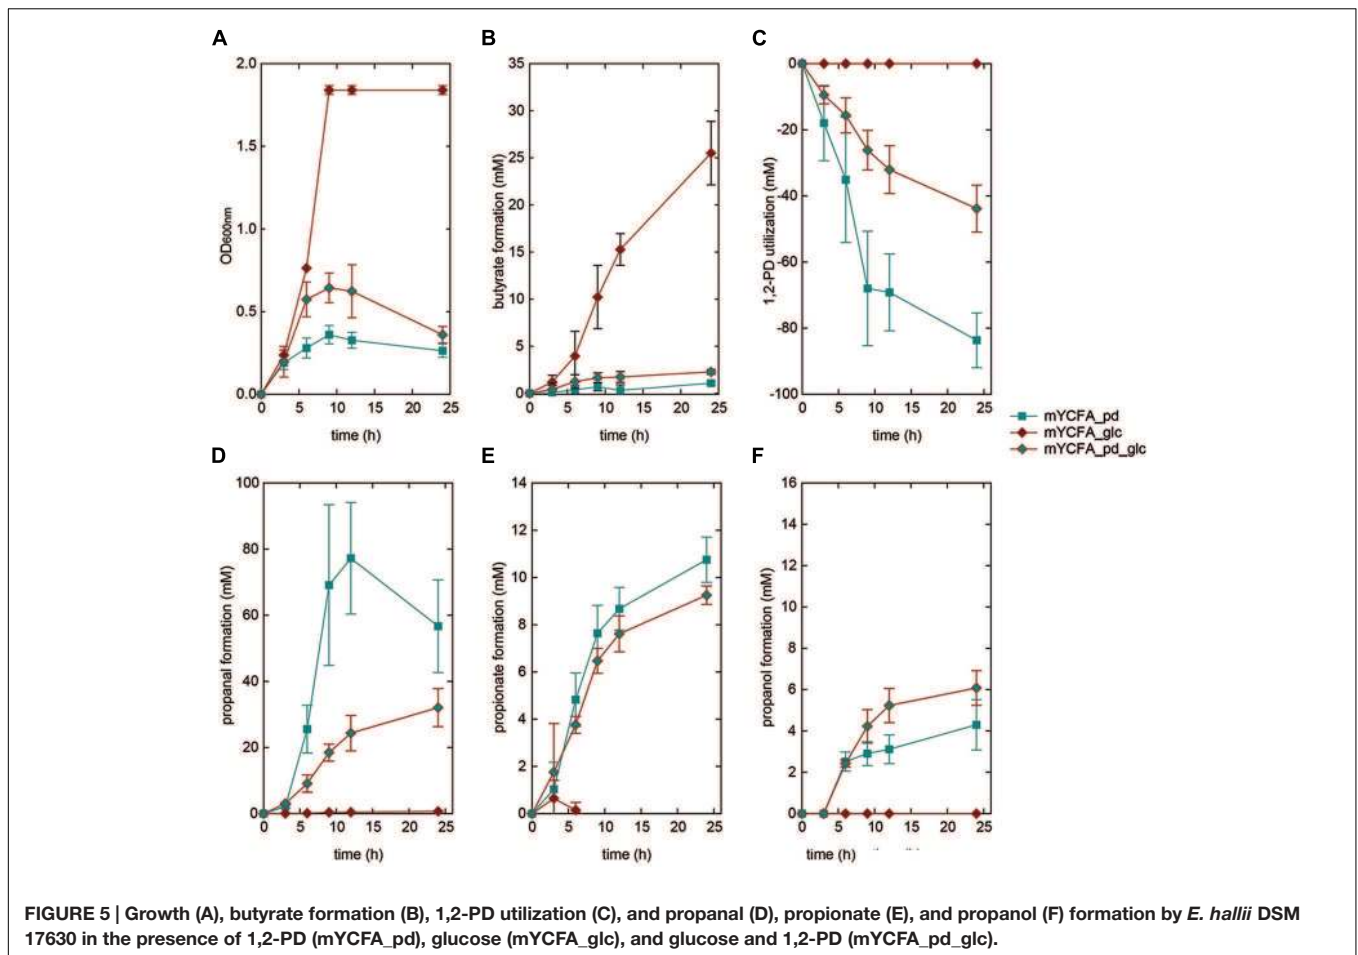 A
B
C
2.0
1.5
1.0
0.5
0.0
OD600nm
0 5 10 15 20 25
time (h)
35
30
25
20
15
10
5
0
butyrate formation (mM)
0 5 10 15 20 25
time (h)
0
-20
-40
-60
-80
-100
1,2-PD utilization (mM)
0 5 10 15 20 25
time (h)
mYCFA_pd
mYCFA_glc
mYCFA_pd_glc
D
E
F
100
80
60
40
20
0
propanal formation (mM)
0 5 10 15 20 25
time (h)
14
12
10
8
6
4
2
0
propionate formation (mM)
0 5 10 15 20 25
time (h)
16
14
12
10
8
6
4
2
0
propanol formation (mM)
0 5 10 15 20 25
time (h)
FIGURE 5 | Growth (A), butyrate formation (B), 1,2-PD utilization (C), and propanal (D), propionate (E), and propanol (F) formation by E. hallii DSM
17630 in the presence of 1,2-PD (mYCFA_pd), glucose (mYCFA_glc), and glucose and 1,2-PD (mYCFA_pd_glc).